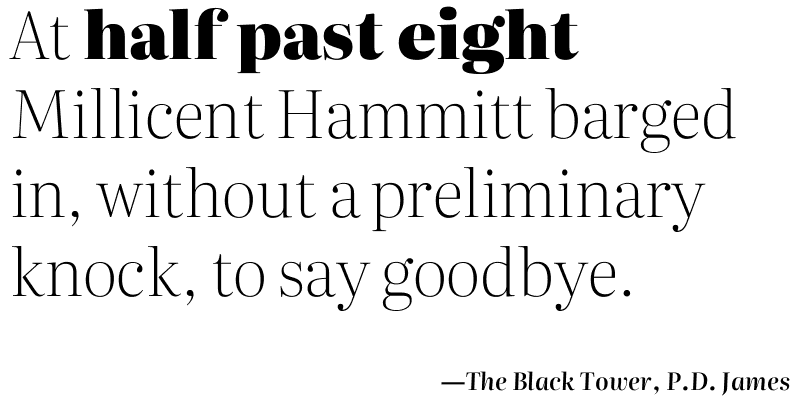 At half past eight
Millicent Hammitt barged
in, without a preliminary
knock, to say goodbye.
—The Black Tower, P.D. James